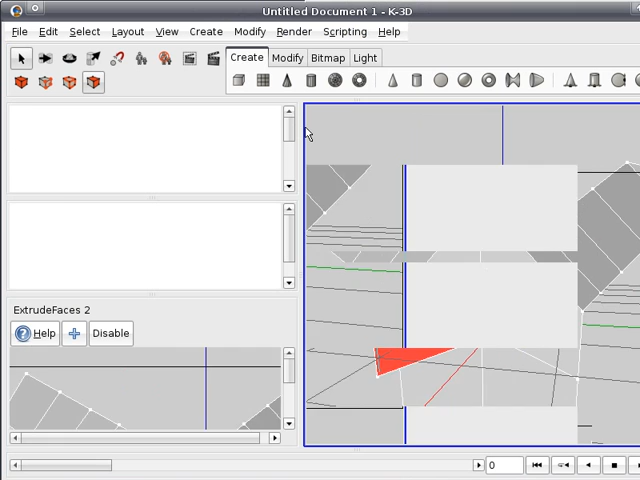 Untitled Document 1 - K-3D
File Edit Select Layout View Create Modify Render Scripting Help
Create Modify Bitmap Light
ExtrudeFaces 2
Help Disable
0